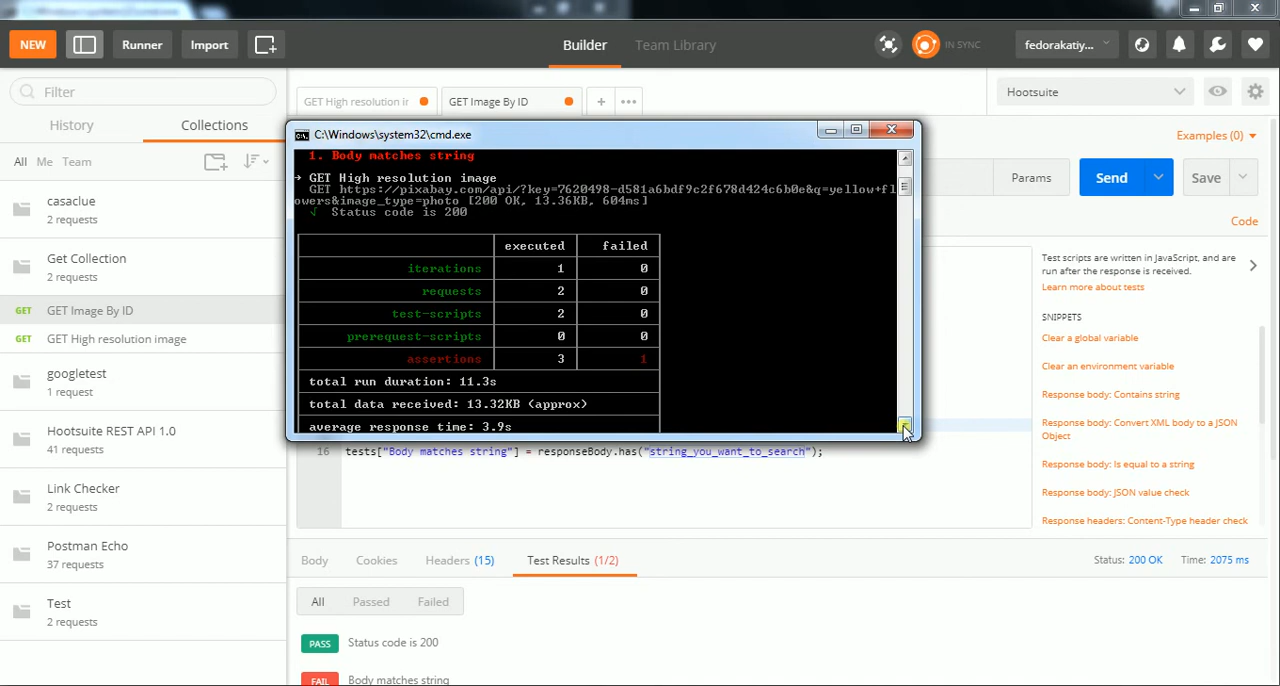 NEW
Runner
Import
Builder
Team Library
IN SYNC
fedorakatiy...
Filter
History
Collections
All Me Team
casaclue
2 requests
Get Collection
2 requests
GET GET Image By ID
GET GET High resolution image
googletest
1 request
Hootsuite REST API 1.0
41 requests
Link Checker
2 requests
Postman Echo
37 requests
Test
2 requests
GET High resolution ir
GET Image By ID
+ •••
Hootsuite
Examples (0)
Params
Send
Save
Code
C:\Windows\system32\cmd.exe
1. Body matches string
→ GET High resolution image
GET https://pixabay.com/api/?key=7620498-d581a6bdf9c2f678d424c6b0e&q=yellow+fl
owers&image_type=photo [200 OK, 13.36KB, 604ms]
√ Status code is 200
executed failed
iterations 1 0
requests 2 0
test-scripts 2 0
prerequest-scripts 0 0
assertions 3 1
total run duration: 11.3s
total data received: 13.32KB (approx)
average response time: 3.9s
16 tests["Body matches string"] = responseBody.has("string_you_want_to_search");
Test scripts are written in JavaScript, and are
run after the response is received.
Learn more about tests
SNIPPETS
Clear a global variable
Clear an environment variable
Response body: Contains string
Response body: Convert XML body to a JSON
Object
Response body: Is equal to a string
Response body: JSON value check
Response headers: Content-Type header check
Body
Cookies
Headers (15)
Test Results (1/2)
Status: 200 OK
Time: 2075 ms
All
Passed
Failed
PASS Status code is 200
FAIL Body matches string